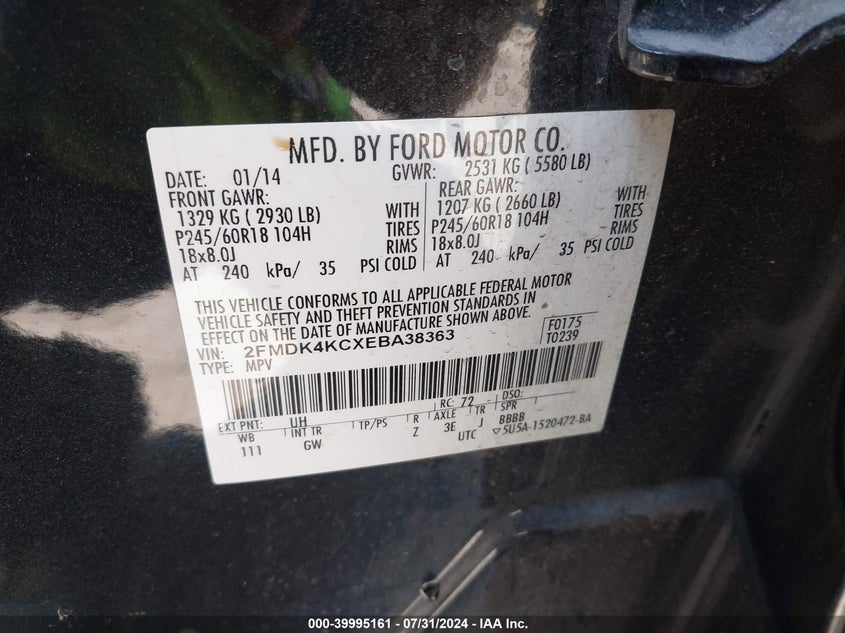 MFD. BY FORD MOTOR CO.
DATE: 01/14
GVWR: 2531 KG ( 5580 LB)
FRONT GAWR:
1329 KG ( 2930 LB) WITH
P245/60R18 104H TIRES
18x8.0J RIMS
AT 240 kPa/ 35 PSI COLD
REAR GAWR:
1207 KG ( 2660 LB) WITH
P245/60R18 104H TIRES
18x8.0J RIMS
AT 240 kPa/ 35 PSI COLD
THIS VEHICLE CONFORMS TO ALL APPLICABLE FEDERAL MOTOR
VEHICLE SAFETY AND THEFT PREVENTION STANDARDS IN
EFFECT ON THE DATE OF MANUFACTURE SHOWN ABOVE.
VIN: 2FMDK4KCXEBA38363
TYPE: MPV
F0175
T0239
EXT PNT: UH RC: 72 DSO:
WB INT TR TP/PS R AXLE TR SPR
111 GW Z 3E J BBBB
UTC ▽5U5A-1520472-BA
000-39995161 - 07/31/2024 - IAA Inc.